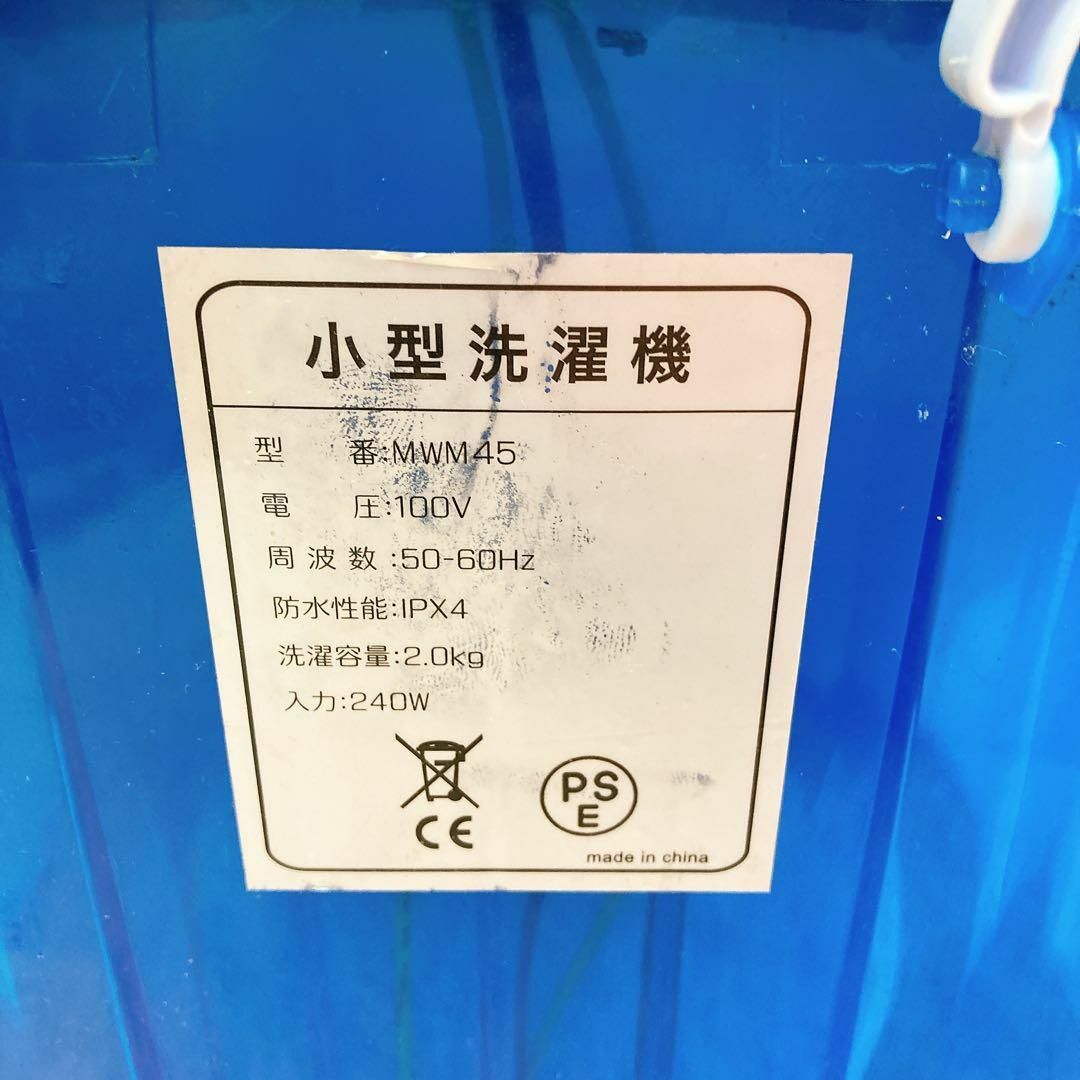 小型洗濯機
型　番:MWM45
電　圧:100V
周波数:50-60Hz
防水性能:IPX4
洗濯容量:2.0kg
入力:240W
CE
PSE
made in china